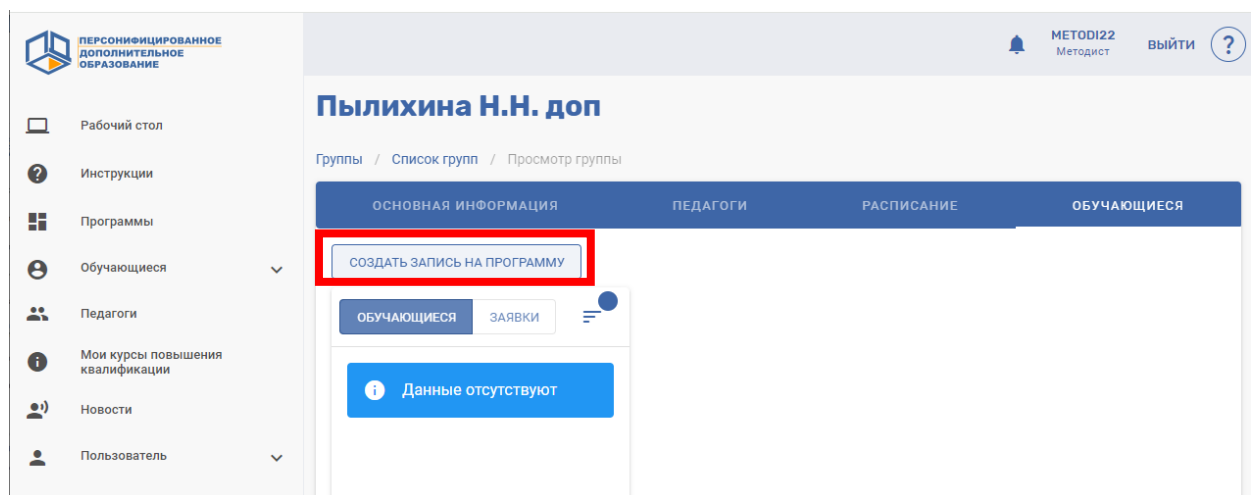 ПЕРСОНИФИЦИРОВАННОЕ
ДОПОЛНИТЕЛЬНОЕ
ОБРАЗОВАНИЕ
METODI22
Методист
ВЫЙТИ
?
Пылихина Н.Н. доп
Группы / Список групп / Просмотр группы
Рабочий стол
Инструкции
Программы
Обучающиеся
Педагоги
Мои курсы повышения
квалификации
Новости
Пользователь
ОСНОВНАЯ ИНФОРМАЦИЯ ПЕДАГОГИ РАСПИСАНИЕ ОБУЧАЮЩИЕСЯ
СОЗДАТЬ ЗАПИСЬ НА ПРОГРАММУ
ОБУЧАЮЩИЕСЯ ЗАЯВКИ
Данные отсутствуют